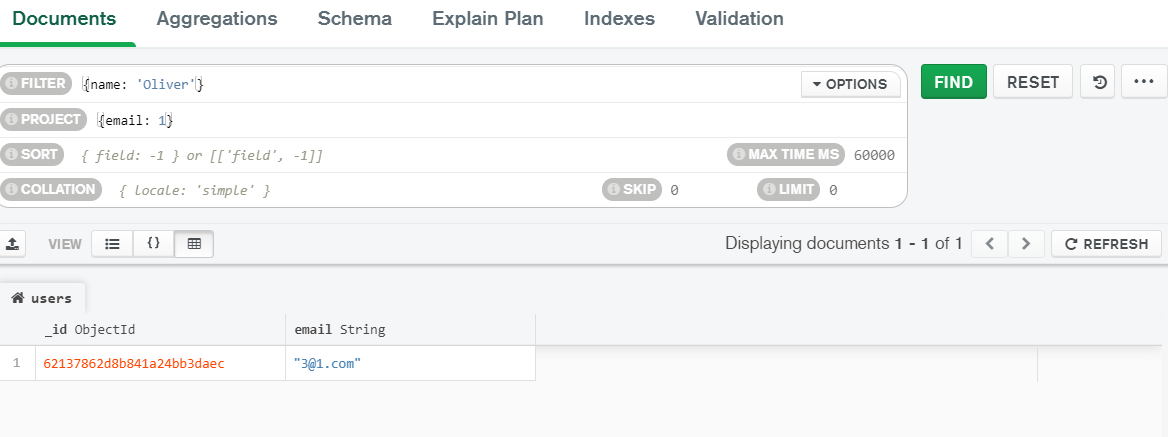 Documents Aggregations Schema Explain Plan Indexes Validation
FILTER {name: 'Oliver'} OPTIONS FIND RESET
PROJECT {email: 1}
SORT { field: -1 } or [['field', -1]] MAX TIME MS 60000
COLLATION { locale: 'simple' } SKIP 0 LIMIT 0
VIEW {} Displaying documents 1 - 1 of 1 < > REFRESH
users
_id ObjectId email String
1 62137862d8b841a24bb3daec "3@1.com"